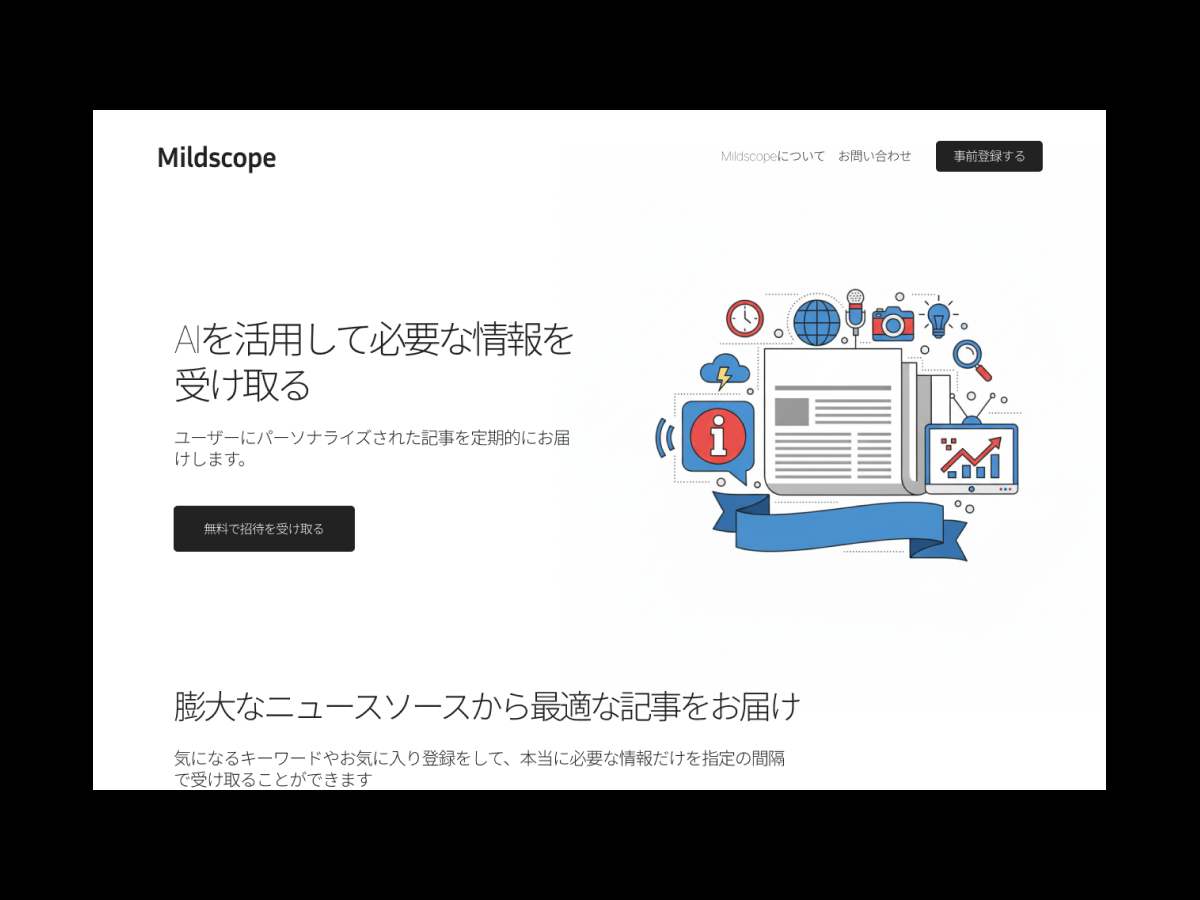 Mildscope
Mildscopeについて お問い合わせ 事前登録する
AIを活用して必要な情報を
受け取る
ユーザーにパーソナライズされた記事を定期的にお届
けします。
無料で招待を受け取る
膨大なニュースソースから最適な記事をお届け
気になるキーワードやお気に入り登録をして、本当に必要な情報だけを指定の間隔
で受け取ることができます